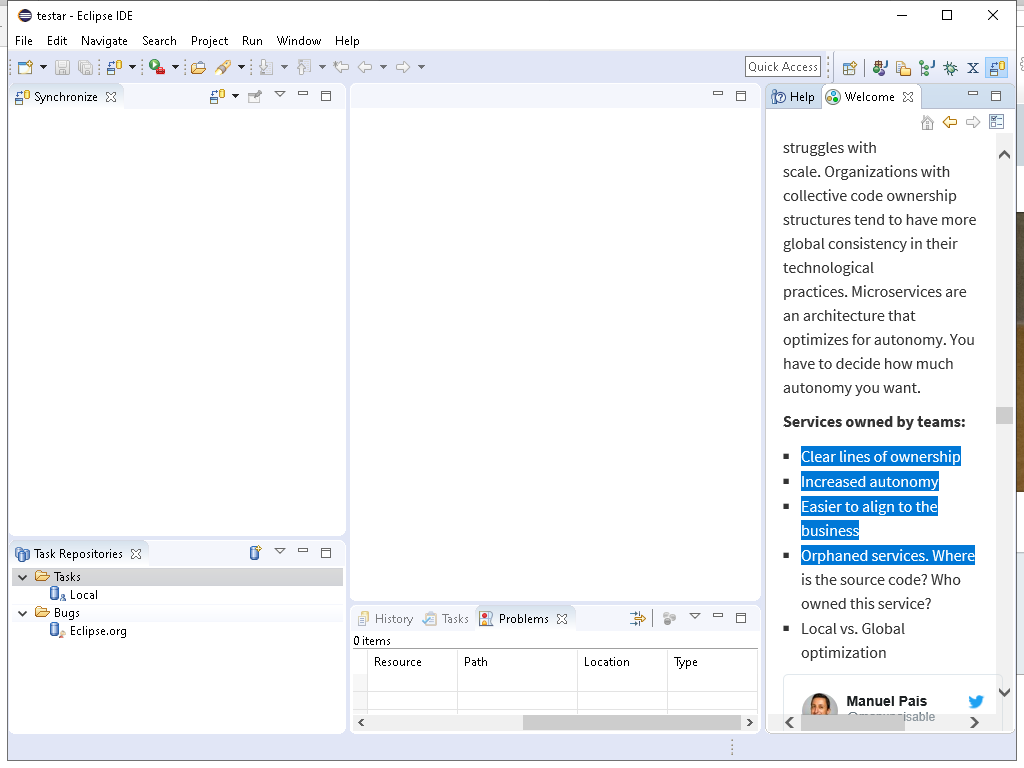 testar - Eclipse IDE
File Edit Navigate Search Project Run Window Help
Quick Access
Synchronize
Help Welcome
struggles with
scale. Organizations with
collective code ownership
structures tend to have more
global consistency in their
technological
practices. Microservices are
an architecture that
optimizes for autonomy. You
have to decide how much
autonomy you want.
Services owned by teams:
Clear lines of ownership
Increased autonomy
Easier to align to the
business
Orphaned services. Where
is the source code? Who
owned this service?
Local vs. Global
optimization
Manuel Pais
Task Repositories
Tasks
Local
Bugs
Eclipse.org
History Tasks Problems
0 items
Resource Path Location Type